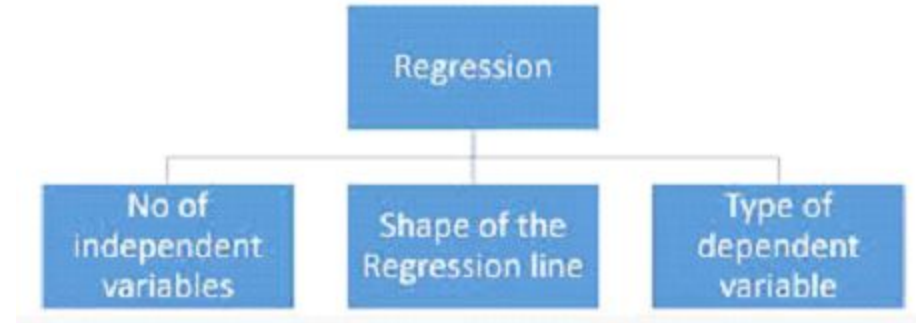 Regression
No of
independent
variables
Shape of the
Regression line
Type of
dependent
variable